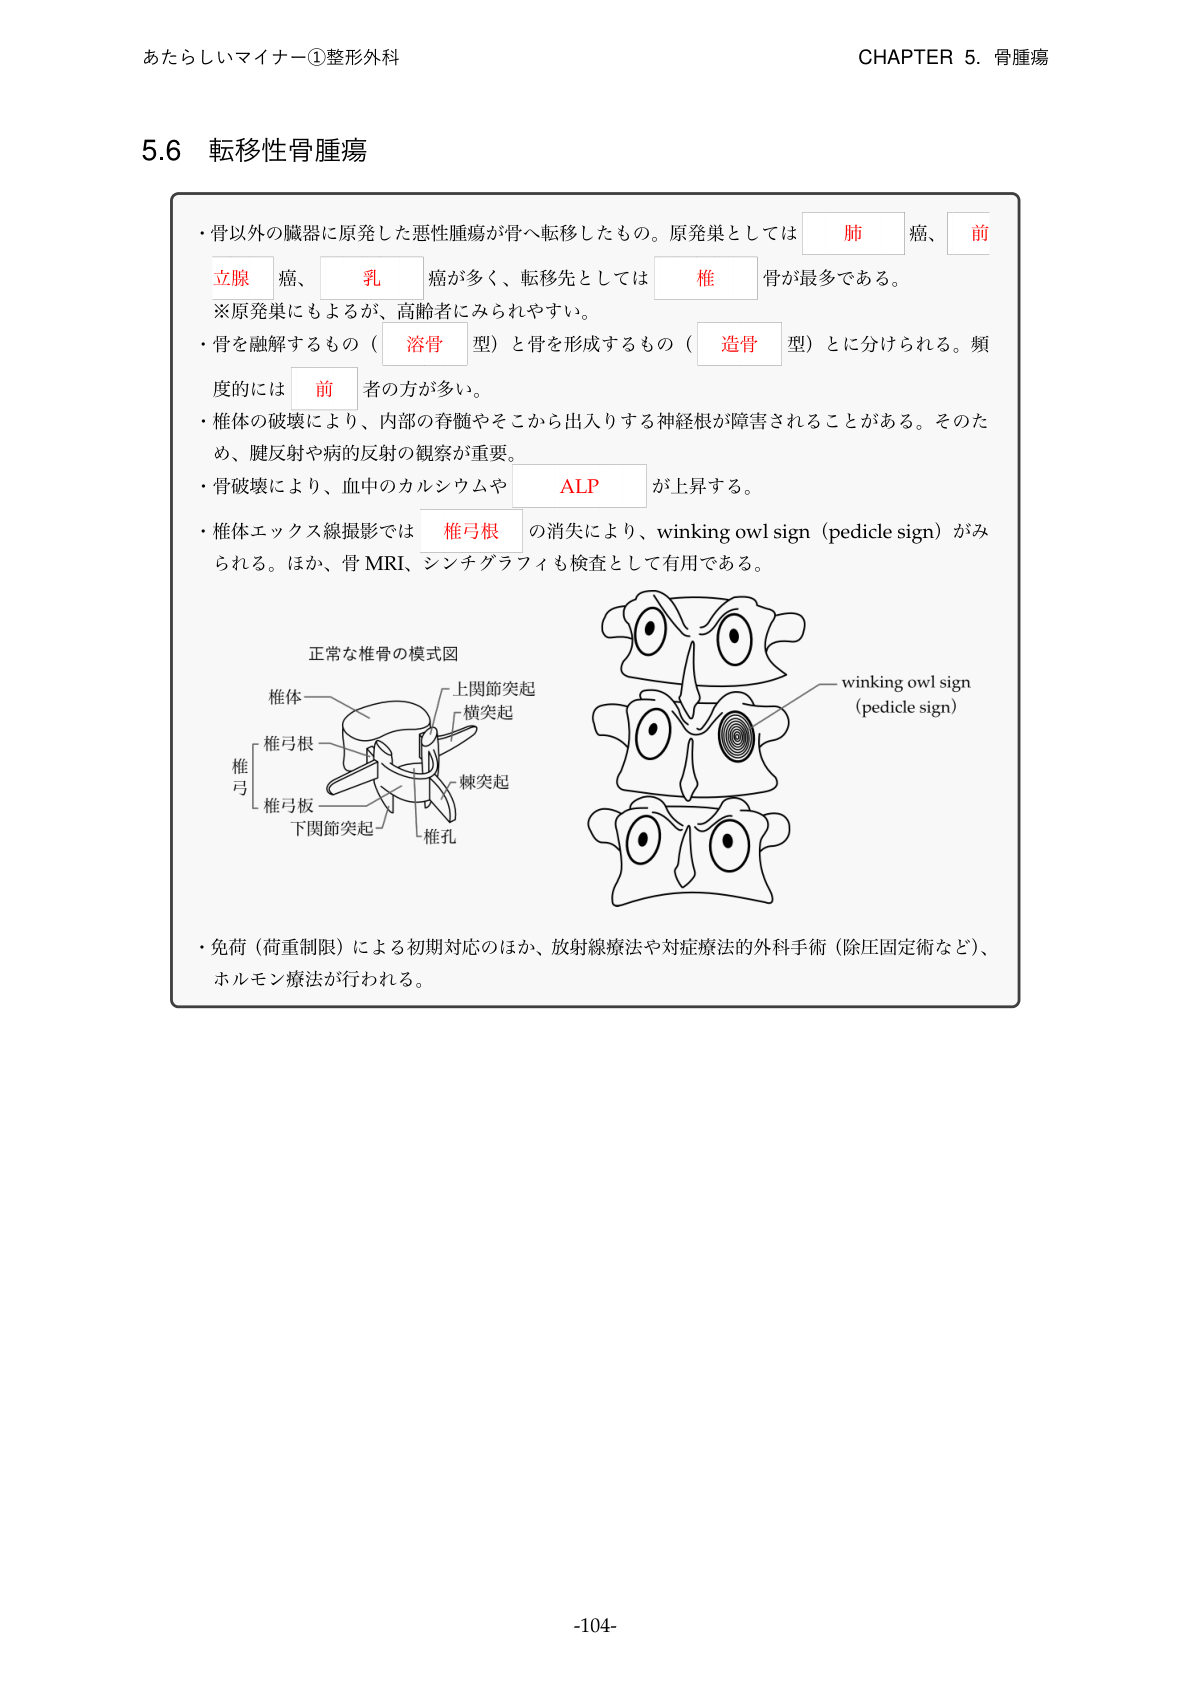 あたらしいマイナー①整形外科
CHAPTER 5. 骨腫瘍
5.6 転移性骨腫瘍
・骨以外の臓器に原発した悪性腫瘍が骨へ転移したもの。原発巣としては 肺 癌、前
立腺 癌、乳 癌が多く、転移先としては 椎 骨が最多である。
※原発巣にもよるが、高齢者にみられやすい。
・骨を融解するもの（溶骨型）と骨を形成するもの（造骨型）とに分けられる。頻
度的には 前 者の方が多い。
・椎体の破壊により、内部の脊髄やそこから出入りする神経根が障害されることがある。そのた
め、腱反射や病的反射の観察が重要。
・骨破壊により、血中のカルシウムや ALP が上昇する。
・椎体エックス線撮影では 椎弓根 の消失により、winking owl sign（pedicle sign）がみ
られる。ほか、骨 MRI、シンチグラフィも検査として有用である。
正常な椎骨の模式図
椎体
上関節突起
横突起
椎弓根
椎弓
棘突起
椎弓板
下関節突起
椎孔
winking owl sign
（pedicle sign）
・免荷（荷重制限）による初期対応のほか、放射線療法や対症療法的外科手術（除圧固定術など）、
ホルモン療法が行われる。
-104-